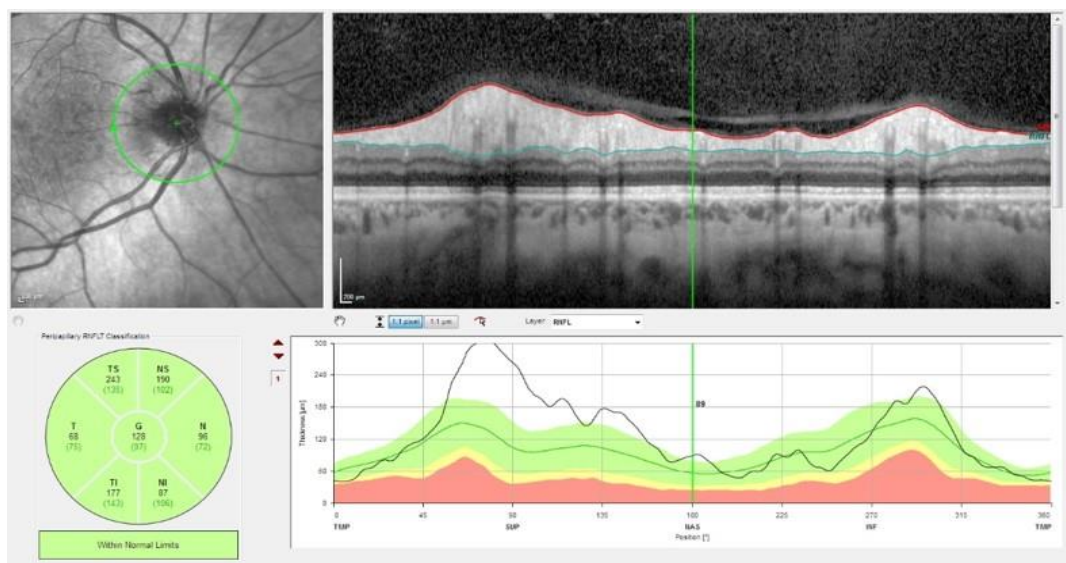 200 µm
RNFL
200 µm
1:1 pixel 1:1 µm Layer: RNFL
Peripapillary RNFLT Classification
TS
243
(135)
NS
190
(102)
T
68
(75)
G
128
(97)
N
96
(72)
TI
177
(143)
NI
87
(106)
Within Normal Limits
1
Thickness [µm]
300
240
180
120
60
0
89
0 45 90 135 180 225 270 315 360
TMP SUP NAS INF TMP
Position [°]